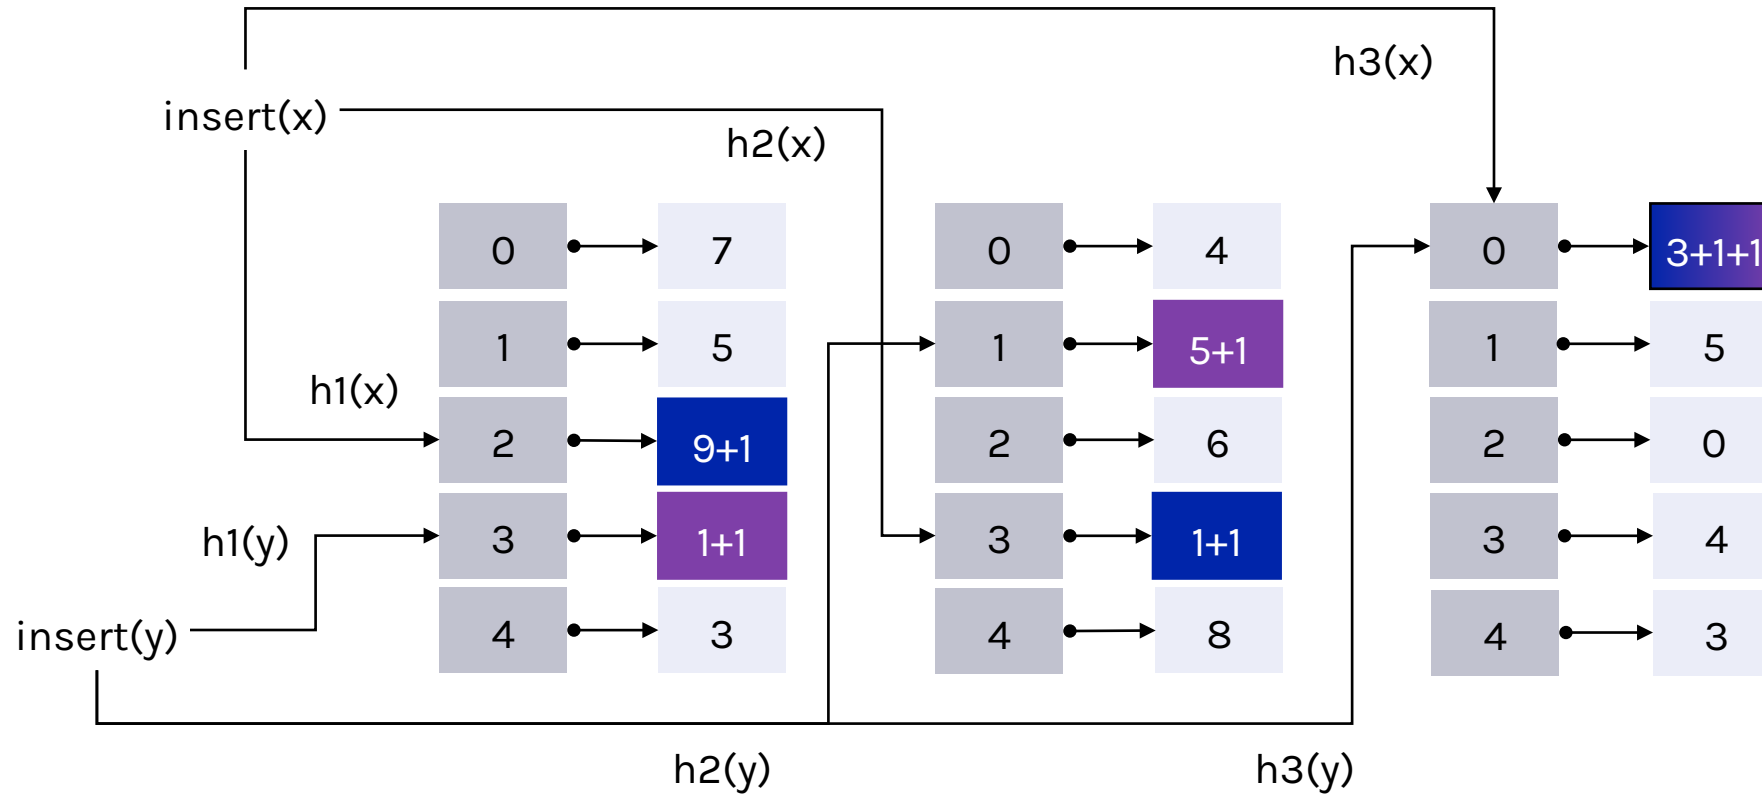 h3(x)
insert(x)
h2(x)
0 7 0 4 0 3+1+1
1 5 1 5+1 1 5
h1(x)
2 9+1 2 6 2 0
h1(y)
3 1+1 3 1+1 3 4
insert(y)
4 3 4 8 4 3
h2(y) h3(y)